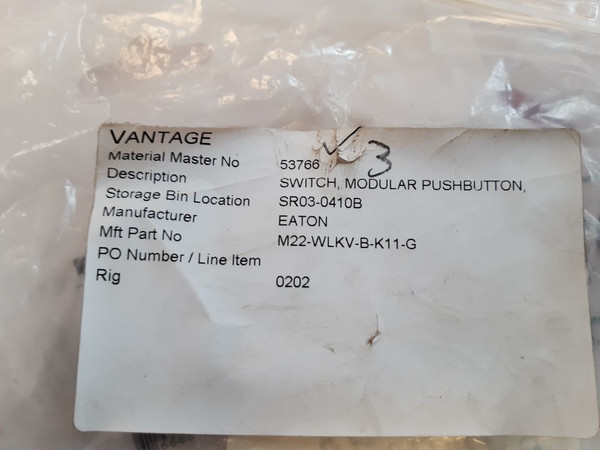 VANTAGE
Material Master No 53766 ✓ 3
Description SWITCH, MODULAR PUSHBUTTON,
Storage Bin Location SR03-0410B
Manufacturer EATON
Mft Part No M22-WLKV-B-K11-G
PO Number / Line Item
Rig 0202